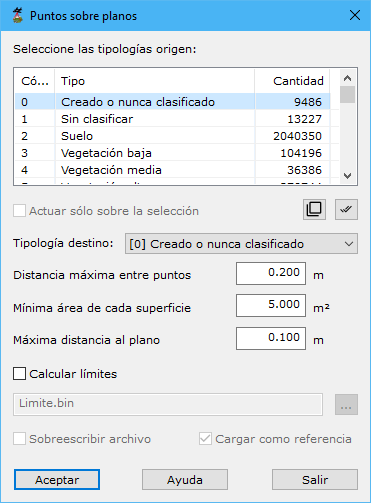 Puntos sobre planos
Seleccione las tipologías origen:
Có... Tipo Cantidad
0 Creado o nunca clasificado 9486
1 Sin clasificar 13227
2 Suelo 2040350
3 Vegetación baja 104196
4 Vegetación media 36386
Actuar sólo sobre la selección
Tipología destino: [0] Creado o nunca clasificado
Distancia máxima entre puntos 0.200 m
Mínima área de cada superficie 5.000 m²
Máxima distancia al plano 0.100 m
Calcular límites
Limite.bin ...
Sobreescribir archivo Cargar como referencia
Aceptar Ayuda Salir